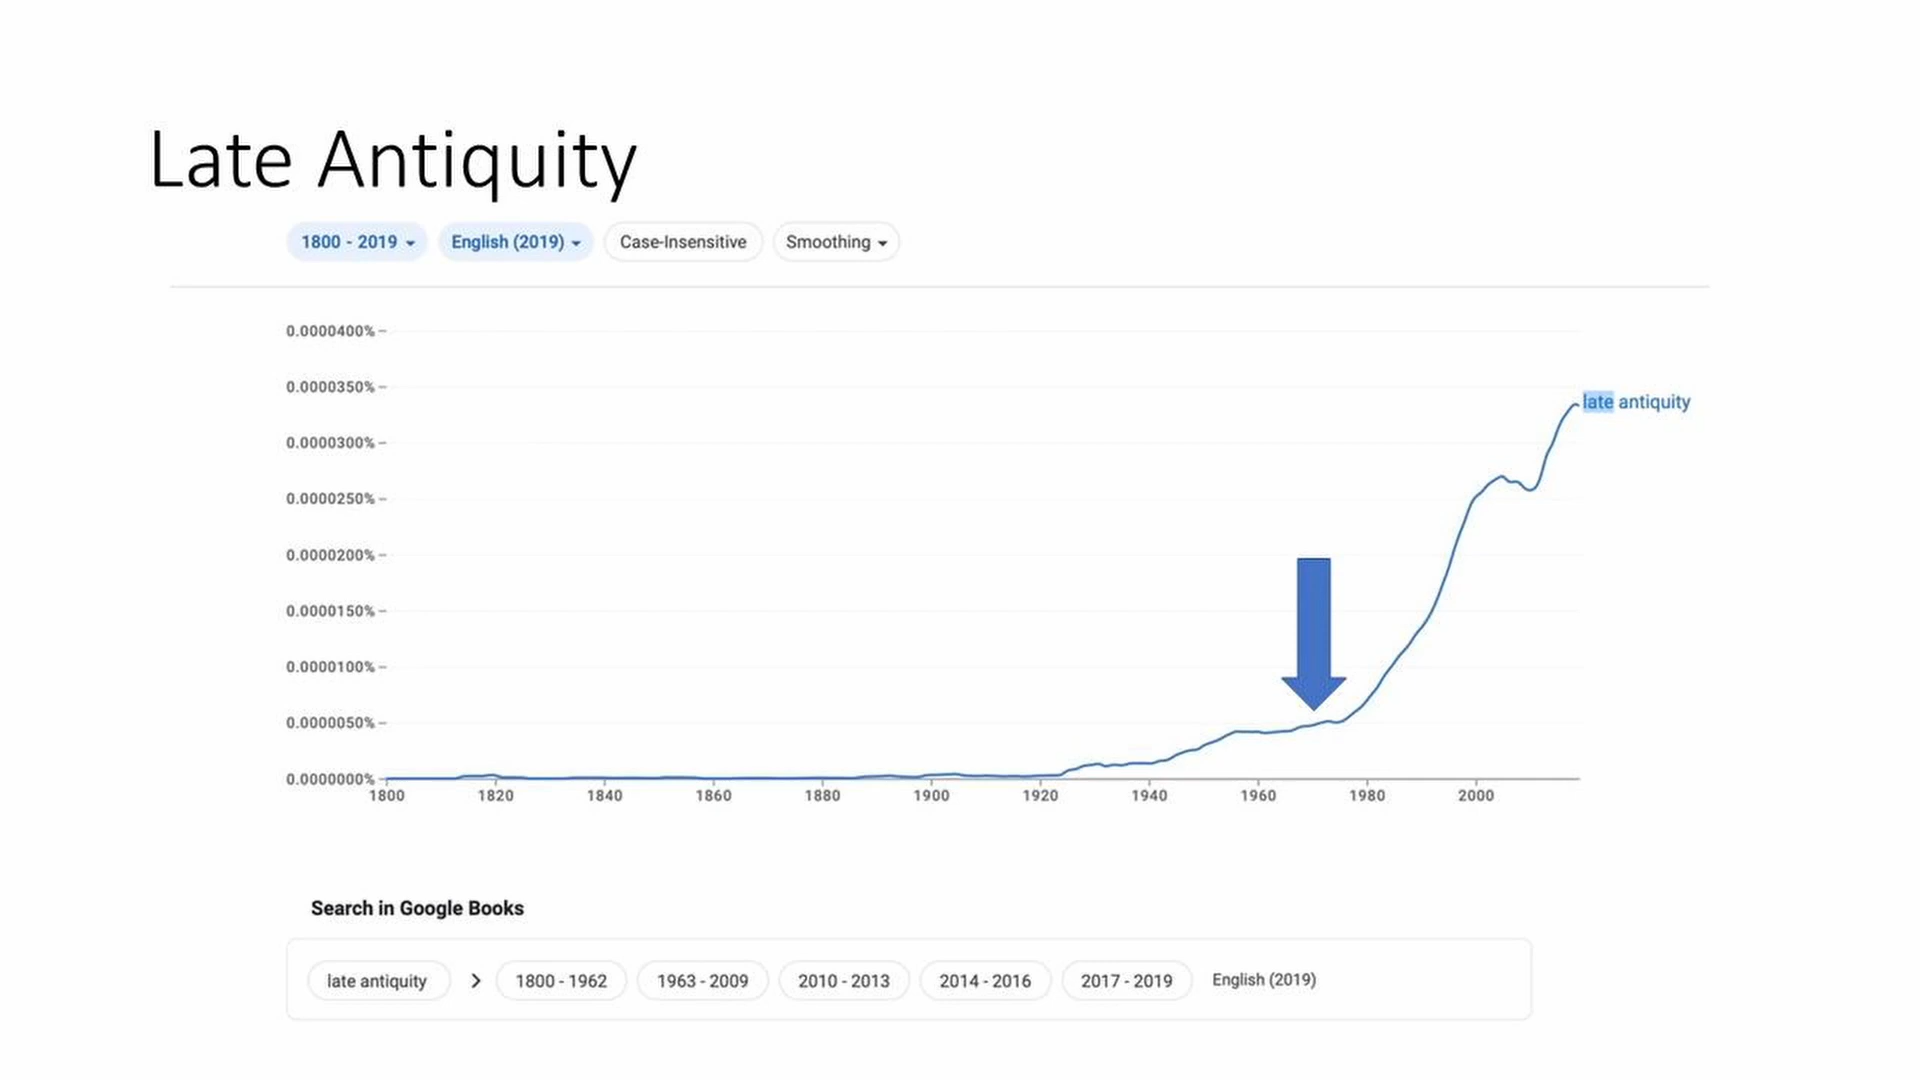 Late Antiquity
1800 - 2019 English (2019) Case-Insensitive Smoothing
0.0000400%
0.0000350%
late antiquity
0.0000300%
0.0000250%
0.0000200%
0.0000150%
0.0000100%
0.0000050%
0.0000000%
1800 1820 1840 1860 1880 1900 1920 1940 1960 1980 2000
Search in Google Books
late antiquity > 1800 - 1962 1963 - 2009 2010 - 2013 2014 - 2016 2017 - 2019 English (2019)